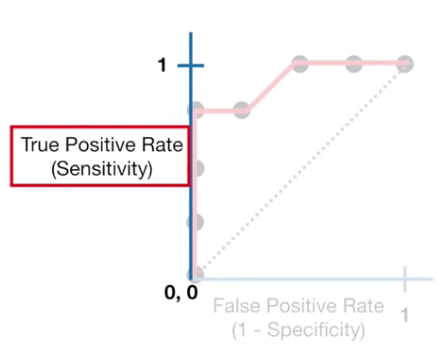 1
True Positive Rate
(Sensitivity)
0, 0
False Positive Rate
(1 - Specificity)
1